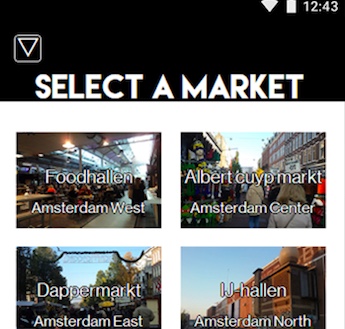 12:43
SELECT A MARKET
Foodhallen
Amsterdam West
Albert cuyp markt
Amsterdam Center
Dappermarkt
Amsterdam East
IJ-hallen
Amsterdam North